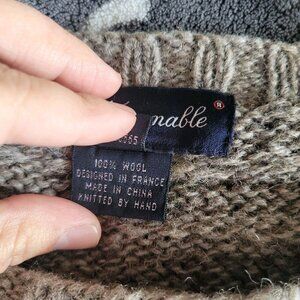 nable ®
100% WOOL
DESIGNED IN FRANCE
MADE IN CHINA
KNITTED BY HAND